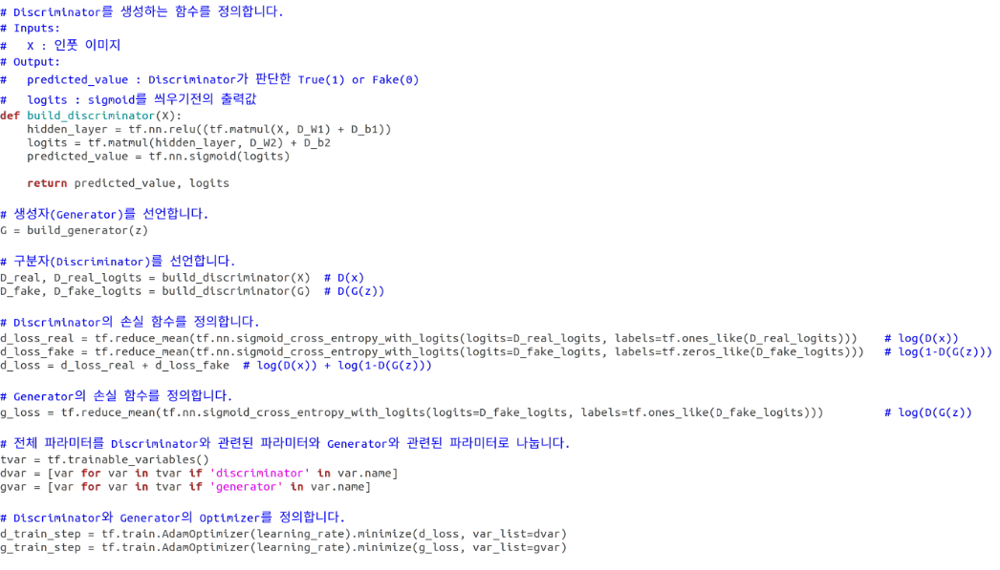 # Discriminator를 생성하는 함수를 정의합니다.
# Inputs:
#   X : 인풋 이미지
# Output:
#   predicted_value : Discriminator가 판단한 True(1) or Fake(0)
#   logits : sigmoid를 씌우기전의 출력값
def build_discriminator(X):
    hidden_layer = tf.nn.relu((tf.matmul(X, D_W1) + D_b1))
    logits = tf.matmul(hidden_layer, D_W2) + D_b2
    predicted_value = tf.nn.sigmoid(logits)
    return predicted_value, logits
# 생성자(Generator)를 선언합니다.
G = build_generator(z)
# 구분자(Discriminator)를 선언합니다.
D_real, D_real_logits = build_discriminator(X)  # D(x)
D_fake, D_fake_logits = build_discriminator(G)  # D(G(z))
# Discriminator의 손실 함수를 정의합니다.
d_loss_real = tf.reduce_mean(tf.nn.sigmoid_cross_entropy_with_logits(logits=D_real_logits, labels=tf.ones_like(D_real_logits)))    # log(D(x))
d_loss_fake = tf.reduce_mean(tf.nn.sigmoid_cross_entropy_with_logits(logits=D_fake_logits, labels=tf.zeros_like(D_fake_logits)))   # log(1-D(G(z)))
d_loss = d_loss_real + d_loss_fake  # log(D(x)) + log(1-D(G(z)))
# Generator의 손실 함수를 정의합니다.
g_loss = tf.reduce_mean(tf.nn.sigmoid_cross_entropy_with_logits(logits=D_fake_logits, labels=tf.ones_like(D_fake_logits)))         # log(D(G(z))
# 전체 파라미터를 Discriminator와 관련된 파라미터와 Generator와 관련된 파라미터로 나눕니다.
tvar = tf.trainable_variables()
dvar = [var for var in tvar if 'discriminator' in var.name]
gvar = [var for var in tvar if 'generator' in var.name]
# Discriminator와 Generator의 Optimizer를 정의합니다.
d_train_step = tf.train.AdamOptimizer(learning_rate).minimize(d_loss, var_list=dvar)
g_train_step = tf.train.AdamOptimizer(learning_rate).minimize(g_loss, var_list=gvar)